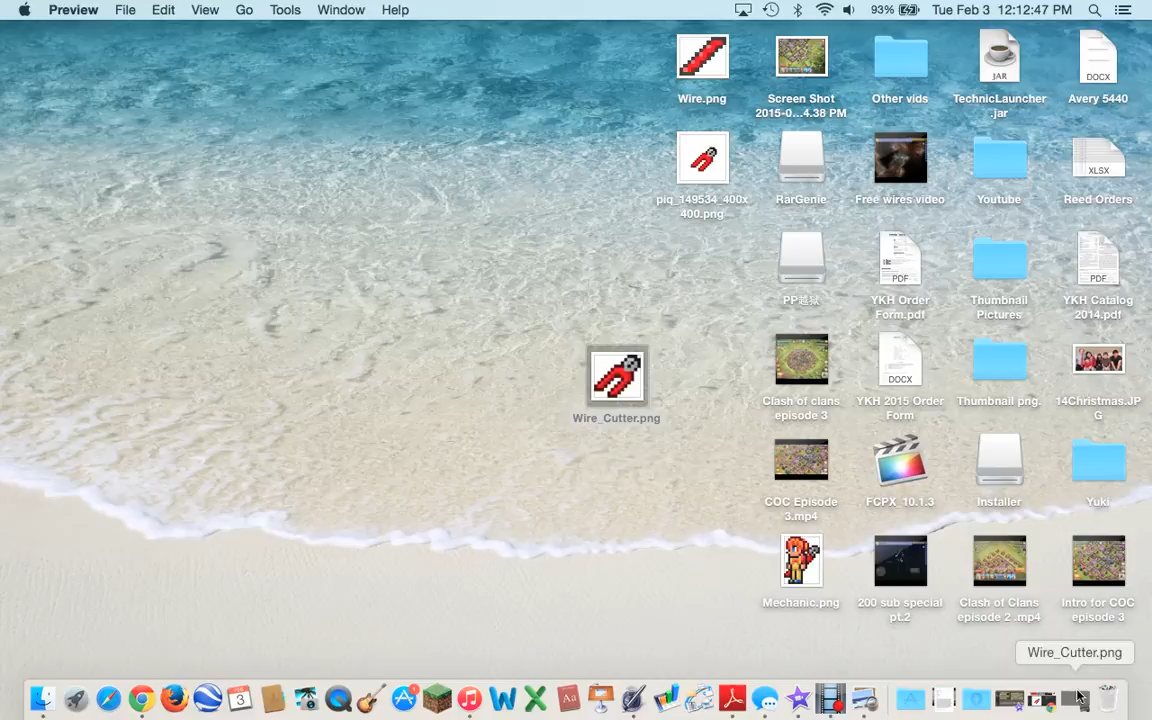 Preview File Edit View Go Tools Window Help 93% Tue Feb 3 12:12:47 PM
Wire.png
Screen Shot
2015-0...4.38 PM
Other vids
JAR
TechnicLauncher
.jar
DOCX
Avery 5440
piq_149534_400x
400.png
RarGenie
Free wires video
Youtube
XLSX
Reed Orders
PP越狱
PDF
YKH Order
Form.pdf
Thumbnail
Pictures
PDF
YKH Catalog
2014.pdf
Wire_Cutter.png
Clash of clans
episode 3
DOCX
YKH 2015 Order
Form
Thumbnail png.
14Christmas.JP
G
COC Episode
3.mp4
FCPX_10.1.3
Installer
Yuki
Mechanic.png
200 sub special
pt.2
Clash of Clans
episode 2 .mp4
Intro for COC
episode 3
Wire_Cutter.png
3